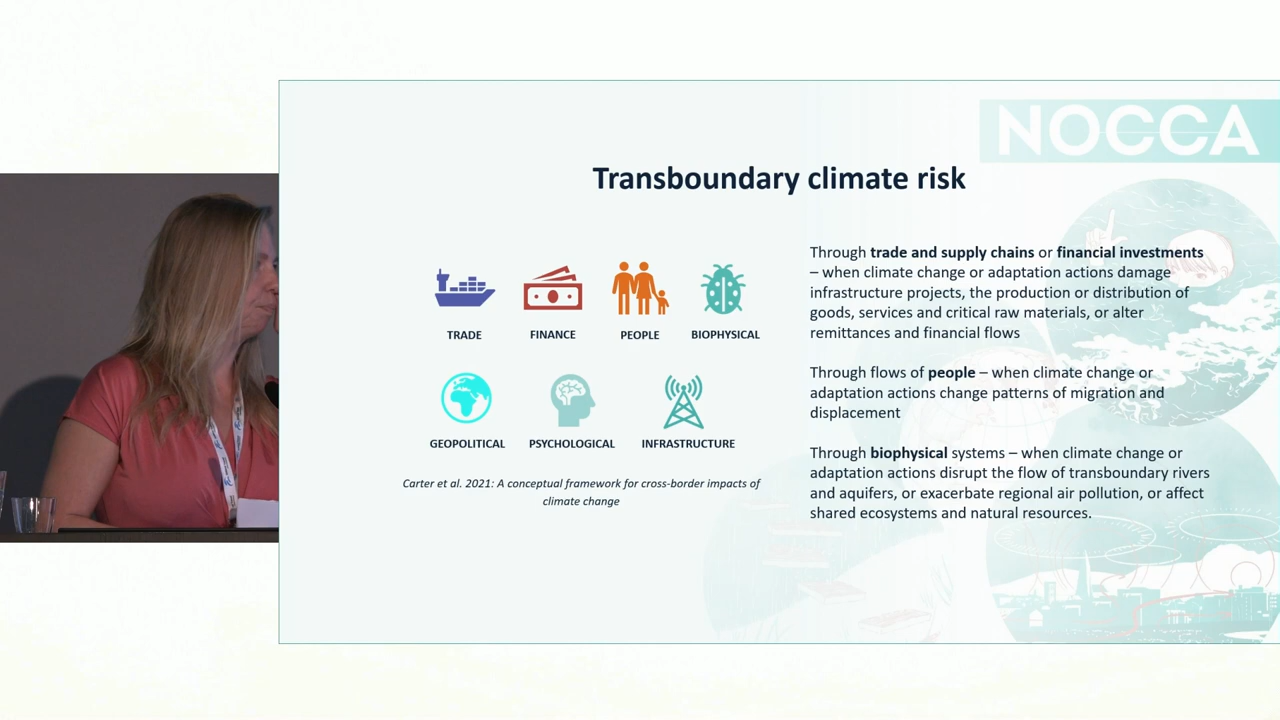 NOCCA
Transboundary climate risk
TRADE
FINANCE
PEOPLE
BIOPHYSICAL
GEOPOLITICAL
PSYCHOLOGICAL
INFRASTRUCTURE
Carter et al. 2021: A conceptual framework for cross-border impacts of
climate change
Through trade and supply chains or financial investments
– when climate change or adaptation actions damage
infrastructure projects, the production or distribution of
goods, services and critical raw materials, or alter
remittances and financial flows
Through flows of people – when climate change or
adaptation actions change patterns of migration and
displacement
Through biophysical systems – when climate change or
adaptation actions disrupt the flow of transboundary rivers
and aquifers, or exacerbate regional air pollution, or affect
shared ecosystems and natural resources.